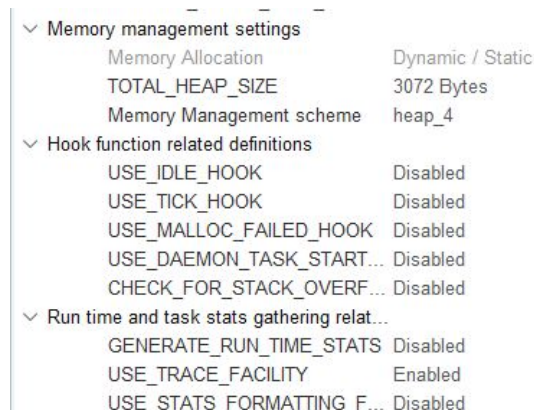 Memory management settings
Memory Allocation Dynamic / Static
TOTAL_HEAP_SIZE 3072 Bytes
Memory Management scheme heap_4
Hook function related definitions
USE_IDLE_HOOK Disabled
USE_TICK_HOOK Disabled
USE_MALLOC_FAILED_HOOK Disabled
USE_DAEMON_TASK_START... Disabled
CHECK_FOR_STACK_OVERF... Disabled
Run time and task stats gathering relat...
GENERATE_RUN_TIME_STATS Disabled
USE_TRACE_FACILITY Enabled
USE_STATS_FORMATTING_F... Disabled